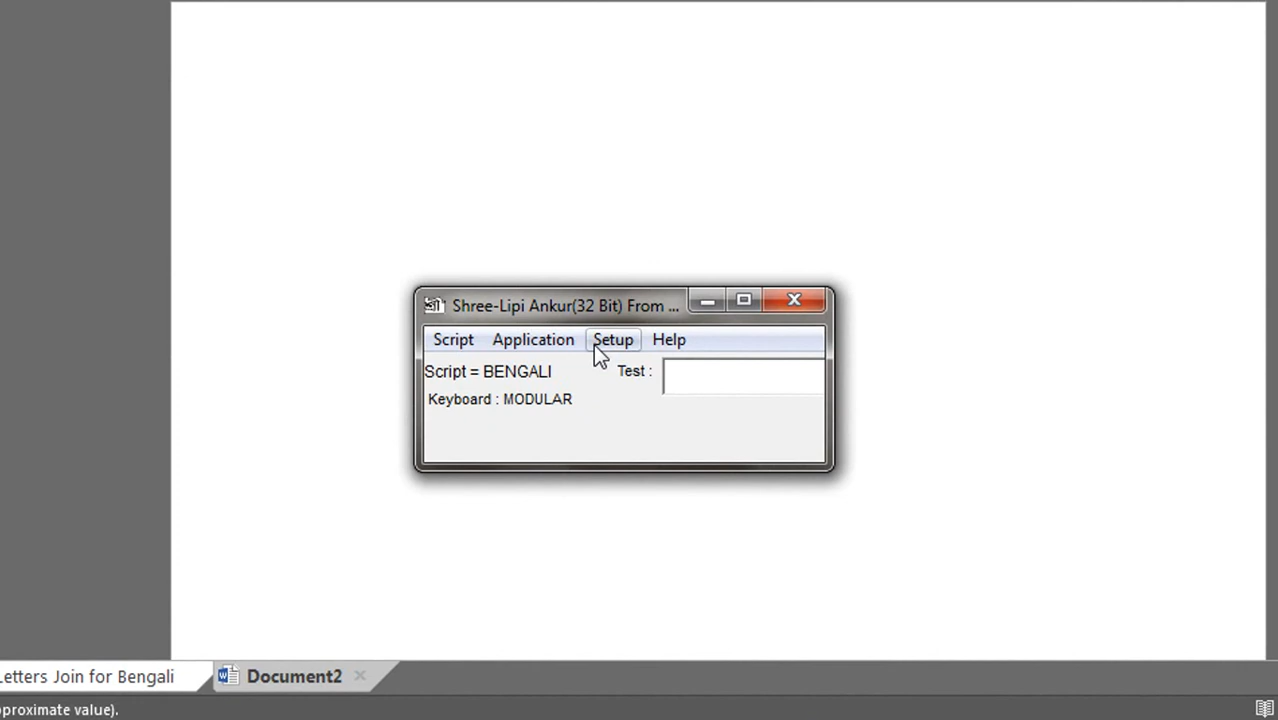 Shree-Lipi Ankur(32 Bit) From ...
Script Application Setup Help
Script = BENGALI Test :
Keyboard : MODULAR
Letters Join for Bengali Document2
pproximate value).